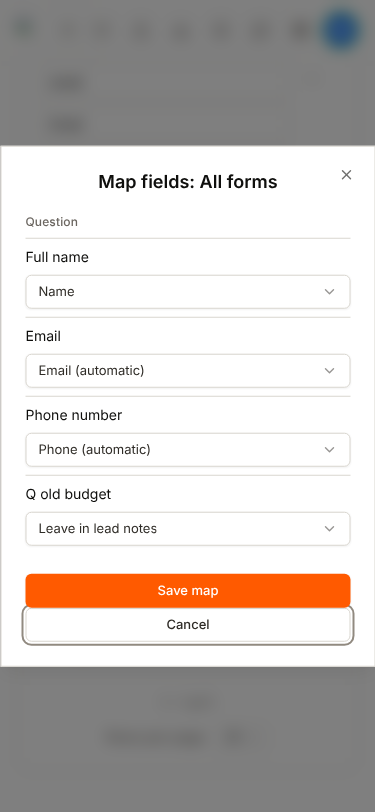 Map fields: All forms
Question
Full name
Name
Email
Email (automatic)
Phone number
Phone (automatic)
Q old budget
Leave in lead notes
Save map
Cancel